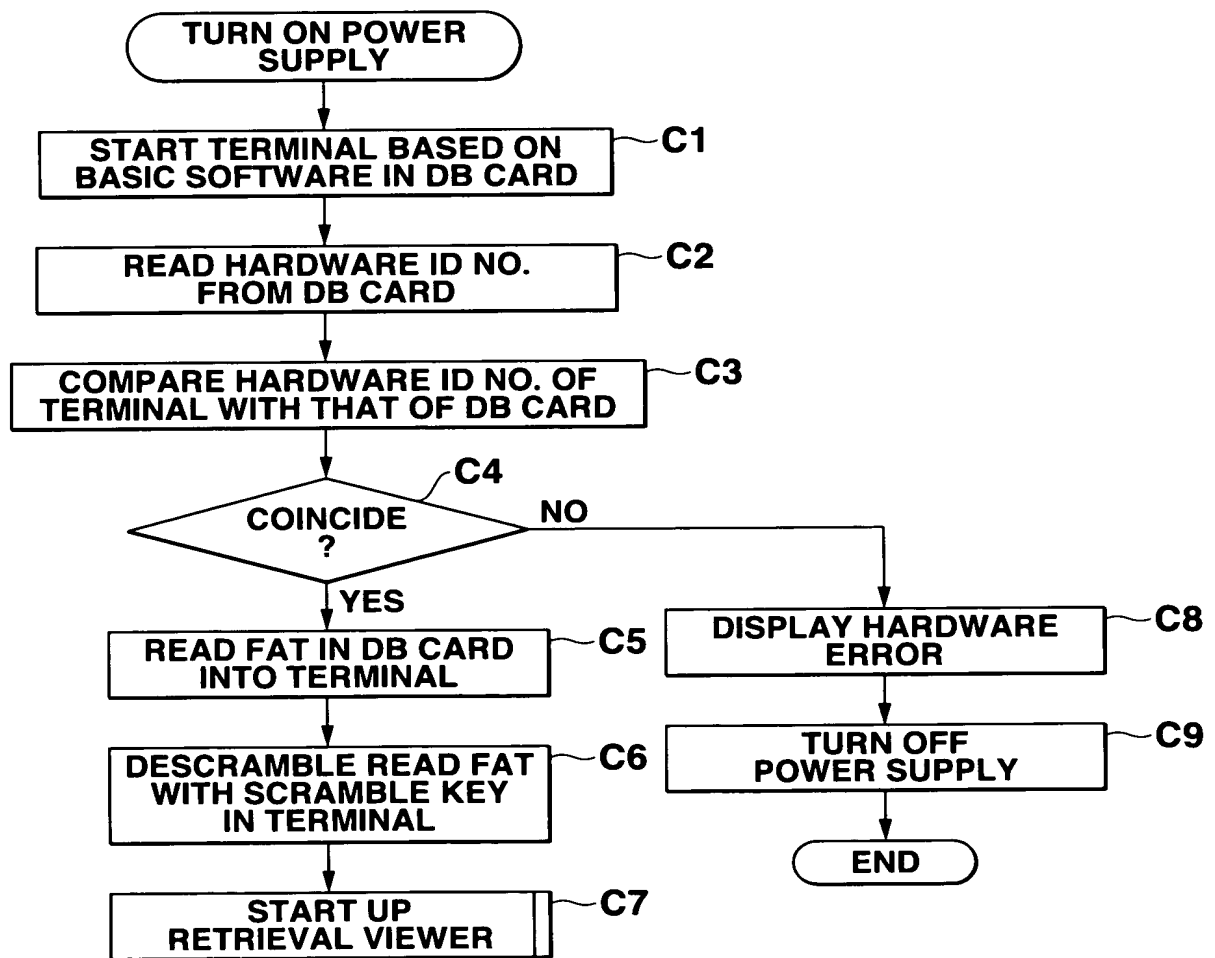 TURN ON POWER
SUPPLY
START TERMINAL BASED ON
BASIC SOFTWARE IN DB CARD
C1
READ HARDWARE ID NO.
FROM DB CARD
C2
COMPARE HARDWARE ID NO. OF
TERMINAL WITH THAT OF DB CARD
C3
COINCIDE
?
C4
NO
YES
READ FAT IN DB CARD
INTO TERMINAL
C5
DESCRAMBLE READ FAT
WITH SCRAMBLE KEY
IN TERMINAL
C6
START UP
RETRIEVAL VIEWER
C7
DISPLAY HARDWARE
ERROR
C8
TURN OFF
POWER SUPPLY
C9
END